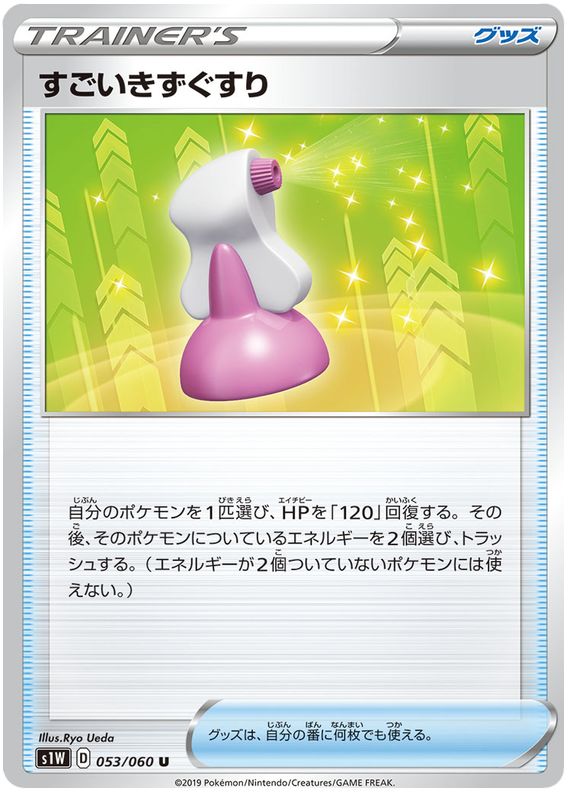 TRAINER'S
グッズ
すごいきずぐすり
自分のポケモンを1匹選び、HPを「120」回復する。その
後、そのポケモンについているエネルギーを2個選び、トラッ
シュする。（エネルギーが2個ついていないポケモンには使
えない。）
Illus.Ryo Ueda
グッズは、自分の番に何枚でも使える。
s1W D 053/060 U
©2019 Pokémon/Nintendo/Creatures/GAME FREAK.